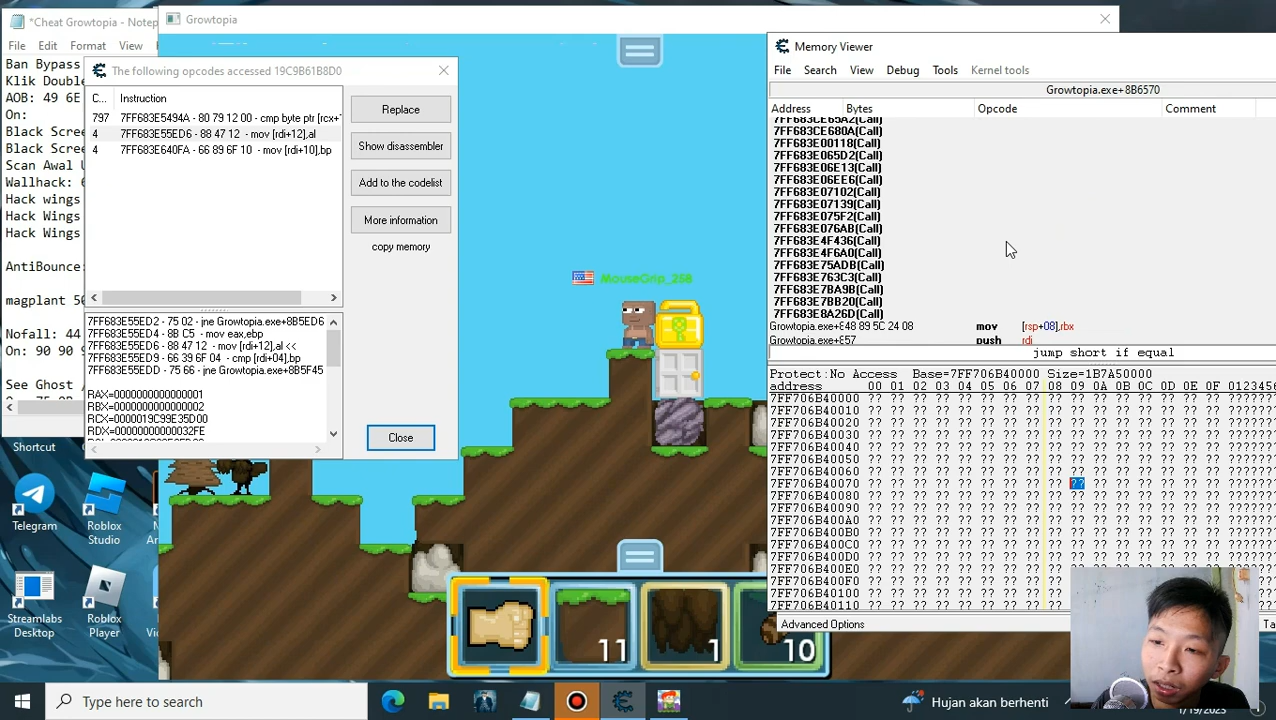 *Cheat Growtopia - Notep
File Edit Format View
Ban Bypass
Klik Double
AOB: 49 6E
On:
Black Scree
Black Scree
Scan Awal U
Wallhack: 6
Hack wings
Hack Wings
Hack Wings
AntiBounce:
magplant 50
Nofall: 44
On: 90 90 9
See Ghost
Growtopia
The following opcodes accessed 19C9B61B8D0
C... Instruction
797 7FF683E5494A - 80 79 12 00 - cmp byte ptr [rcx+
4 7FF683E55ED6 - 88 47 12 - mov [rdi+12],al
4 7FF683E640FA - 66 89 6F 10 - mov [rdi+10],bp
Replace
Show disassembler
Add to the codelist
More information
copy memory
7FF683E55ED2 - 75 02 - jne Growtopia.exe+8B5ED6
7FF683E55ED4 - 8B C5 - mov eax,ebp
7FF683E55ED6 - 88 47 12 - mov [rdi+12],al <<
7FF683E55ED9 - 66 39 6F 04 - cmp [rdi+04],bp
7FF683E55EDD - 75 66 - jne Growtopia.exe+8B5F45
RAX=0000000000000001
RBX=0000000000000002
RCX=0000019C99E35D00
RDX=00000000000032FE
Close
MouseGrip_258
11
1
10
Memory Viewer
File Search View Debug Tools Kernel tools
Growtopia.exe+8B6570
Address Bytes Opcode Comment
7FF683CE65A2(Call)
7FF683CE680A(Call)
7FF683E00118(Call)
7FF683E065D2(Call)
7FF683E06E13(Call)
7FF683E06EE6(Call)
7FF683E07102(Call)
7FF683E07139(Call)
7FF683E075F2(Call)
7FF683E076AB(Call)
7FF683E4F436(Call)
7FF683E4F6A0(Call)
7FF683E75ADB(Call)
7FF683E763C3(Call)
7FF683E7BA9B(Call)
7FF683E7BB20(Call)
7FF683E8A26D(Call)
Growtopia.exe+8 48 89 5C 24 08 mov [rsp+08],rbx
Growtopia.exe+8 57 push rdi
jump short if equal
Protect:No Access Base=7FF706B40000 Size=1B7A50000
address 00 01 02 03 04 05 06 07 08 09 0A 0B 0C 0D 0E 0F 0123456
7FF706B40000 ?? ?? ?? ?? ?? ?? ?? ?? ?? ?? ?? ?? ?? ?? ?? ?? ??????
7FF706B40010 ?? ?? ?? ?? ?? ?? ?? ?? ?? ?? ?? ?? ?? ?? ?? ?? ??????
7FF706B40020 ?? ?? ?? ?? ?? ?? ?? ?? ?? ?? ?? ?? ?? ?? ?? ?? ??????
7FF706B40030 ?? ?? ?? ?? ?? ?? ?? ?? ?? ?? ?? ?? ?? ?? ?? ?? ??????
7FF706B40040 ?? ?? ?? ?? ?? ?? ?? ?? ?? ?? ?? ?? ?? ?? ?? ?? ??????
7FF706B40050 ?? ?? ?? ?? ?? ?? ?? ?? ?? ?? ?? ?? ?? ?? ?? ?? ??????
7FF706B40060 ?? ?? ?? ?? ?? ?? ?? ?? ?? ?? ?? ?? ?? ?? ?? ?? ??????
7FF706B40070 ?? ?? ?? ?? ?? ?? ?? ?? ?? ?? ?? ?? ?? ?? ?? ?? ??????
7FF706B40080 ?? ?? ?? ?? ?? ?? ?? ?? ?? ?? ?? ?? ?? ?? ?? ?? ??????
7FF706B40090 ?? ?? ?? ?? ?? ?? ?? ?? ?? ?? ?? ?? ?? ?? ?? ?? ??????
7FF706B400A0 ?? ?? ?? ?? ?? ?? ?? ?? ?? ?? ?? ?? ?? ?? ?? ?? ??????
7FF706B400B0 ?? ?? ?? ?? ?? ?? ?? ?? ?? ?? ?? ?? ?? ?? ?? ?? ??????
7FF706B400C0 ?? ?? ?? ?? ?? ?? ?? ?? ?? ?? ?? ?? ?? ?? ?? ?? ??????
7FF706B400D0 ?? ?? ?? ?? ?? ?? ?? ?? ?? ?? ?? ?? ?? ?? ?? ?? ??????
7FF706B400E0 ?? ?? ?? ?? ?? ?? ?? ?? ?? ?? ?? ?? ??
7FF706B400F0 ?? ?? ?? ?? ?? ?? ?? ?? ??
7FF706B40100 ?? ?? ?? ?? ?? ?? ?? ?? ??
7FF706B40110 ?? ?? ?? ?? ?? ?? ?? ?? ??
Advanced Options
Ta
Shortcut
Telegram
Roblox Studio
Streamlabs Desktop
Roblox Player
Type here to search
Hujan akan berhenti
1/19/2023